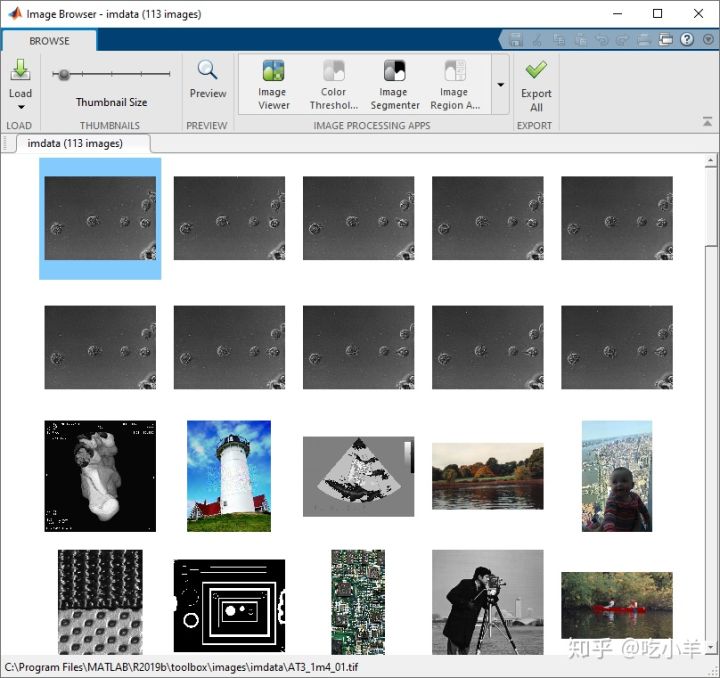 Image Browser - imdata (113 images)
BROWSE
Load
Thumbnail Size
Preview
Image Viewer
Color Threshol...
Image Segmenter
Image Region A...
Export All
LOAD
THUMBNAILS
PREVIEW
IMAGE PROCESSING APPS
EXPORT
imdata (113 images)
知乎 @吃小羊
C:\Program Files\MATLAB\R2019b\toolbox\images\imdata\AT3_1m4_01.tif